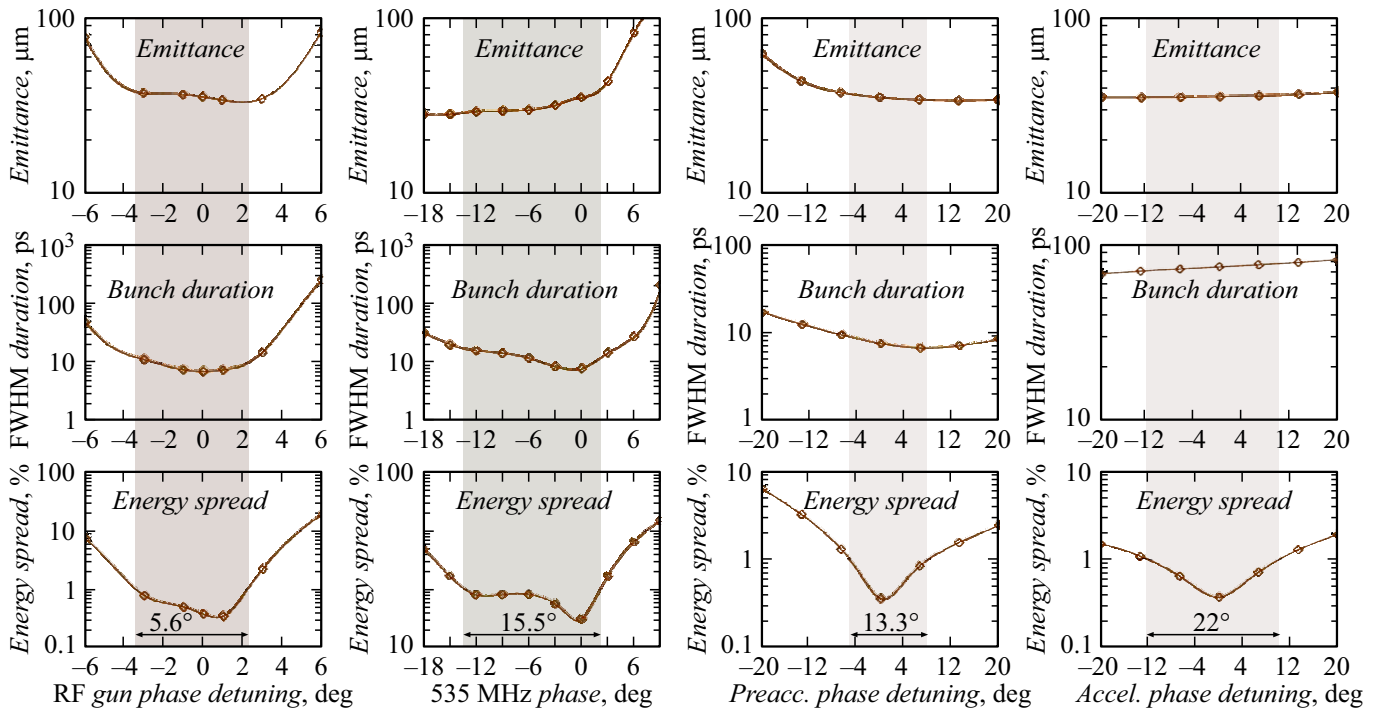 100 100 100 100
Emittance, μm Emittance Emittance, μm Emittance Emittance, μm Emittance Emittance, μm Emittance
10 10 10 10
–6 –4 –2 0 2 4 6 –18 –12 –6 0 6 –20 –12 –4 4 12 20 –20 –12 –4 4 12 20
10³ 10³ 100 100
FWHM duration, ps Bunch duration FWHM duration, ps Bunch duration FWHM duration, ps Bunch duration FWHM duration, ps Bunch duration
100 100
10 10 10
1 1 1 10
–6 –4 –2 0 2 4 6 –18 –12 –6 0 6 –20 –12 –4 4 12 20 –20 –12 –4 4 12 20
100 100 10 10
Energy spread, % Energy spread Energy spread, % Energy spread Energy spread, % Energy spread Energy spread, % Energy spread
10 10 1 1
1 1
5.6° 15.5° 13.3° 22°
0.1 10 0.1 0.1
–6 –4 –2 0 2 4 6 –18 –12 –6 0 6 –20 –12 –4 4 12 20 –20 –12 –4 4 12 20
RF gun phase detuning, deg 535 MHz phase, deg Preacc. phase detuning, deg Accel. phase detuning, deg